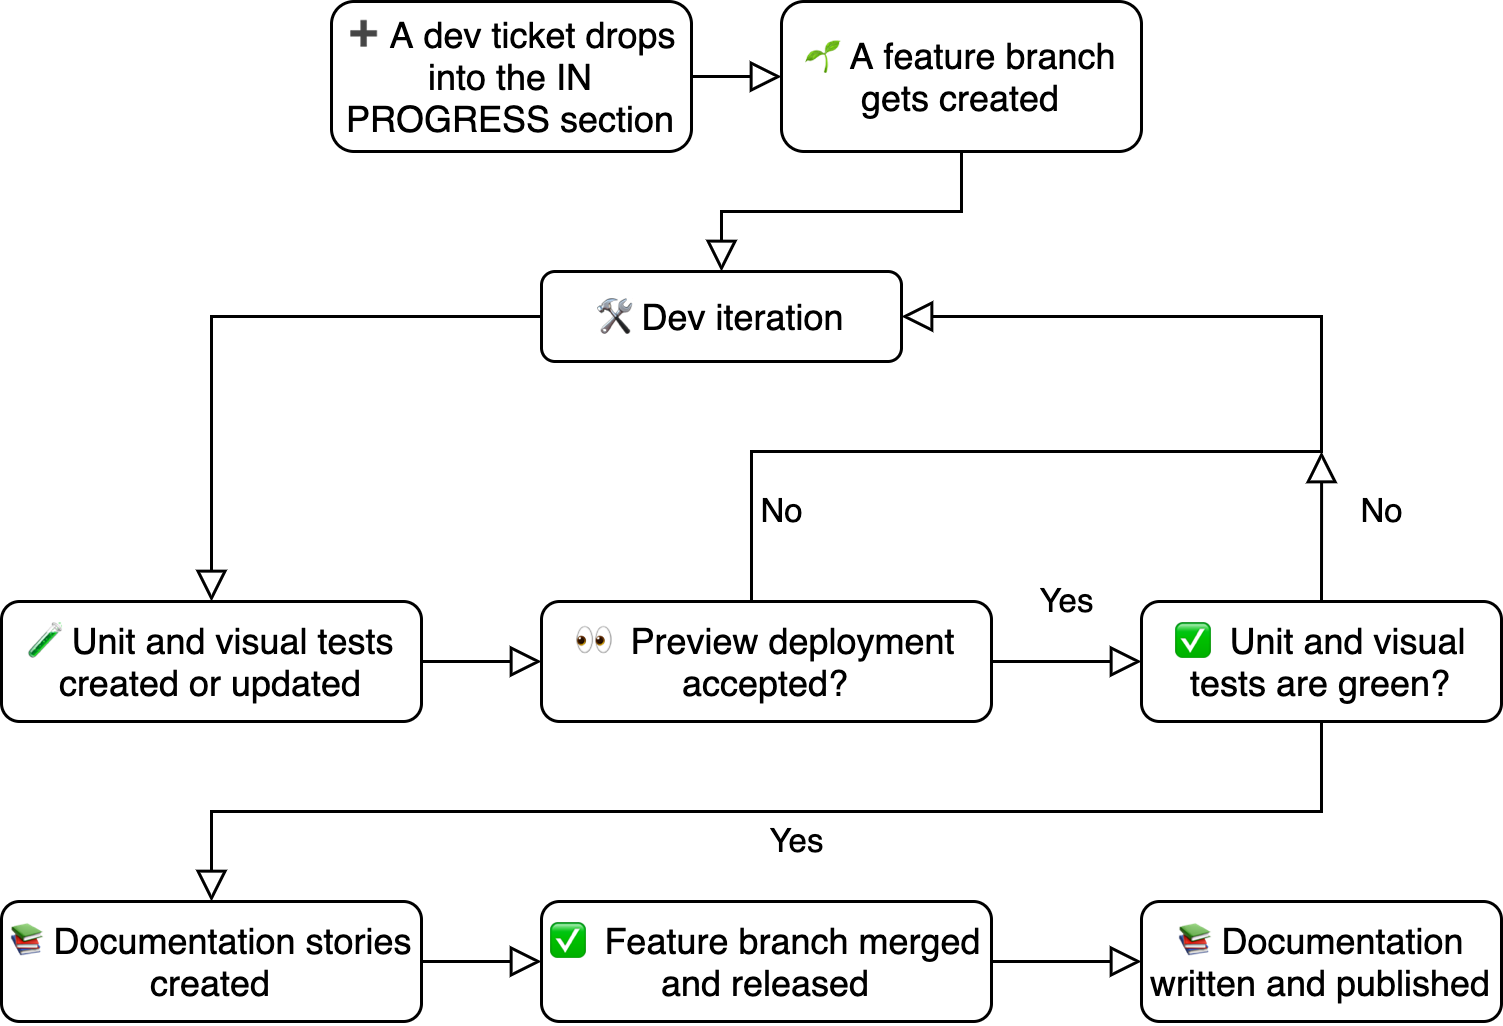 ➕ A dev ticket drops
into the IN
PROGRESS section
🌱 A feature branch
gets created
🛠 Dev iteration
No
No
Yes
🧪 Unit and visual tests
created or updated
👀 Preview deployment
accepted?
✅ Unit and visual
tests are green?
Yes
📚 Documentation stories
created
✅ Feature branch merged
and released
📚 Documentation
written and published